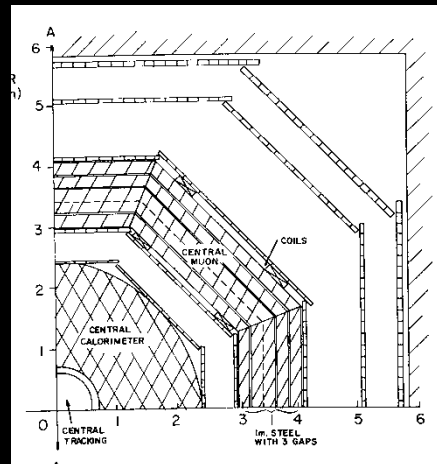 A
6
R
m)
5
4
3
2
1
0
COILS
CENTRAL
MUON
CENTRAL
CALORIMETER
1 2 3 4 5 6
CENTRAL
TRACKING
1m. STEEL
WITH 3 GAPS